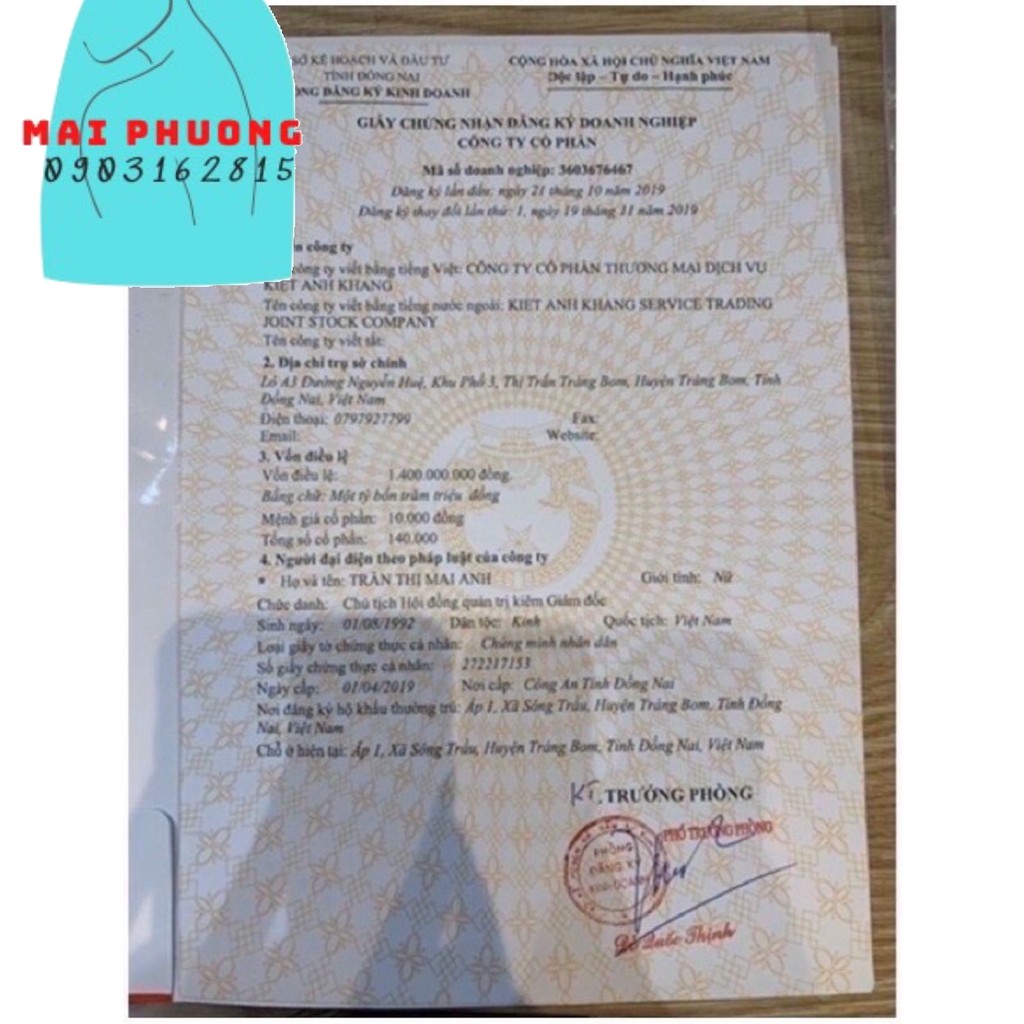 MAI PHUONG
0903162815
SỞ KẾ HOẠCH VÀ ĐẦU TƯ
TỈNH ĐỒNG NAI
ĐĂNG KÝ KINH DOANH
CỘNG HÒA XÃ HỘI CHỦ NGHĨA VIỆT NAM
Độc lập – Tự do – Hạnh phúc
GIẤY CHỨNG NHẬN ĐĂNG KÝ DOANH NGHIỆP
CÔNG TY CỔ PHẦN
Mã số doanh nghiệp: 3603676467
Đăng ký lần đầu: ngày 21 tháng 10 năm 2019
Đăng ký thay đổi lần thứ: 1, ngày 19 tháng 11 năm 2019
công ty
công ty viết bằng tiếng Việt: CÔNG TY CỔ PHẦN THƯƠNG MẠI DỊCH VỤ
KIỆT ANH KHANG
Tên công ty viết bằng tiếng nước ngoài: KIET ANH KHANG SERVICE TRADING
JOINT STOCK COMPANY
Tên công ty viết tắt:
2. Địa chỉ trụ sở chính
Lô A3 Đường Nguyễn Huệ, Khu Phố 3, Thị Trấn Trảng Bom, Huyện Trảng Bom, Tỉnh
Đồng Nai, Việt Nam
Điện thoại: 0797927799 Fax:
Email: Website:
3. Vốn điều lệ
Vốn điều lệ: 1.400.000.000 đồng.
Bằng chữ: Một tỷ bốn trăm triệu đồng
Mệnh giá cổ phần: 10.000 đồng
Tổng số cổ phần: 140.000
4. Người đại diện theo pháp luật của công ty
* Họ và tên: TRẦN THỊ MAI ANH Giới tính: Nữ
Chức danh: Chủ tịch Hội đồng quản trị kiêm Giám đốc
Sinh ngày: 01/08/1992 Dân tộc: Kinh Quốc tịch: Việt Nam
Loại giấy tờ chứng thực cá nhân: Chứng minh nhân dân
Số giấy chứng thực cá nhân: 272217153
Ngày cấp: 01/04/2019 Nơi cấp: Công An Tỉnh Đồng Nai
Nơi đăng ký hộ khẩu thường trú: Ấp 1, Xã Sông Trầu, Huyện Trảng Bom, Tỉnh Đồng
Nai, Việt Nam
Chỗ ở hiện tại: Ấp 1, Xã Sông Trầu, Huyện Trảng Bom, Tỉnh Đồng Nai, Việt Nam
KT. TRƯỞNG PHÒNG
PHÓ TRƯỞNG PHÒNG
PHÒNG
ĐĂNG KÝ
KINH DOANH
Quốc Thịnh